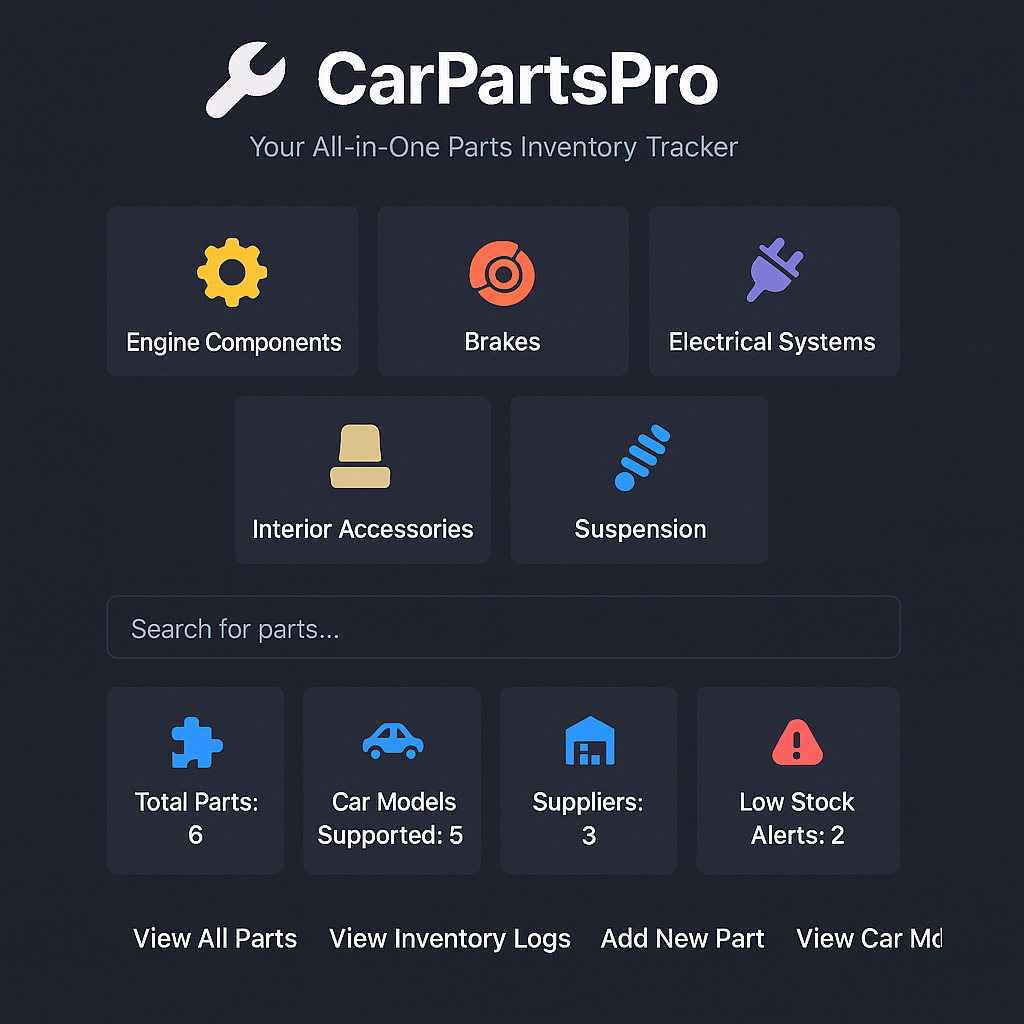 CarPartsPro
Your All-in-One Parts Inventory Tracker
Engine Components
Brakes
Electrical Systems
Interior Accessories
Suspension
Search for parts...
Total Parts:
6
Car Models
Supported: 5
Suppliers:
3
Low Stock
Alerts: 2
View All Parts
View Inventory Logs
Add New Part
View Car